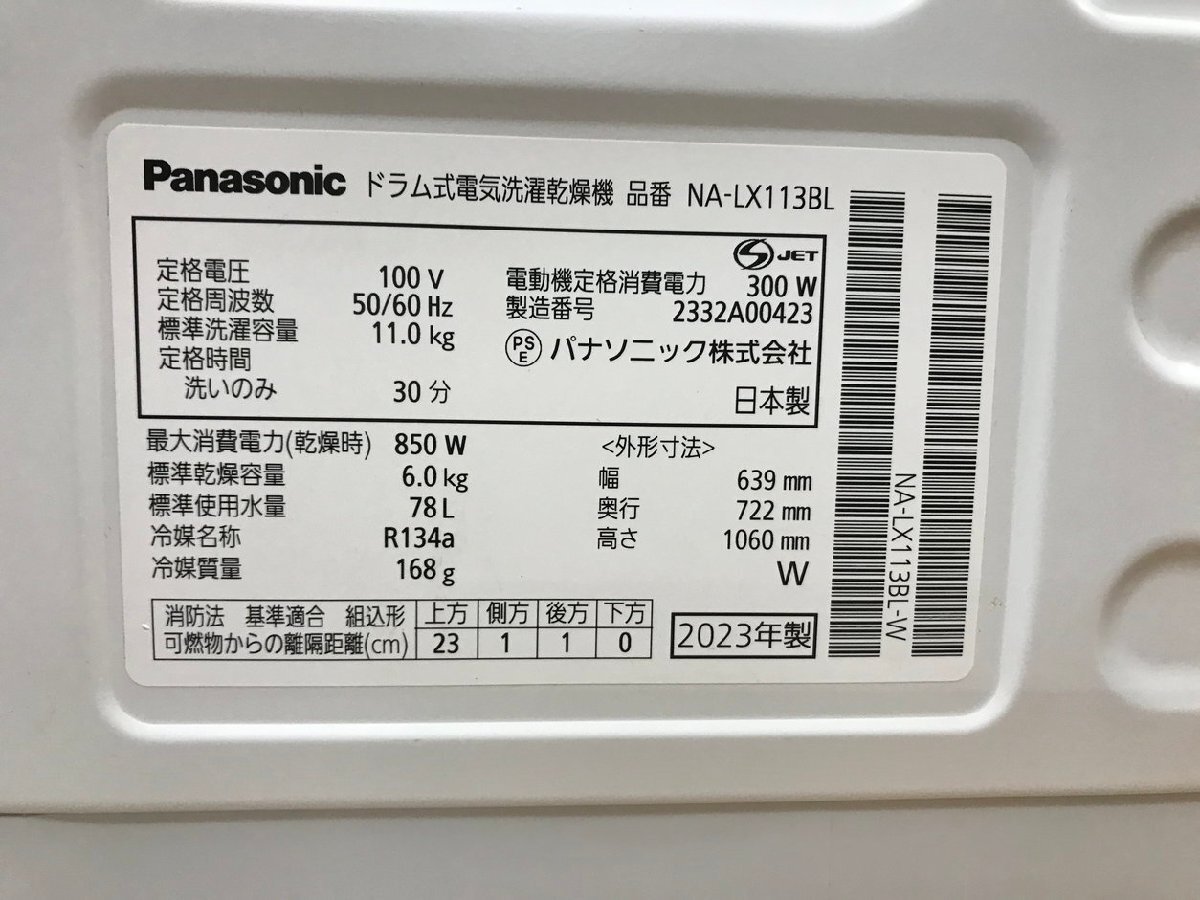 Panasonic ドラム式電気洗濯乾燥機 品番 NA-LX113BL
S JET
定格電圧 100 V
定格周波数 50/60 Hz
標準洗濯容量 11.0 kg
定格時間
洗いのみ 30 分
電動機定格消費電力 300 W
製造番号 2332A00423
PS E パナソニック株式会社
日本製
最大消費電力(乾燥時) 850 W
標準乾燥容量 6.0 kg
標準使用水量 78 L
冷媒名称 R134a
冷媒質量 168 g
<外形寸法>
幅 639 mm
奥行 722 mm
高さ 1060 mm
W
消防法 基準適合 組込形 上方 側方 後方 下方
可燃物からの離隔距離(cm) 23 1 1 0
2023年製
NA-LX113BL-W